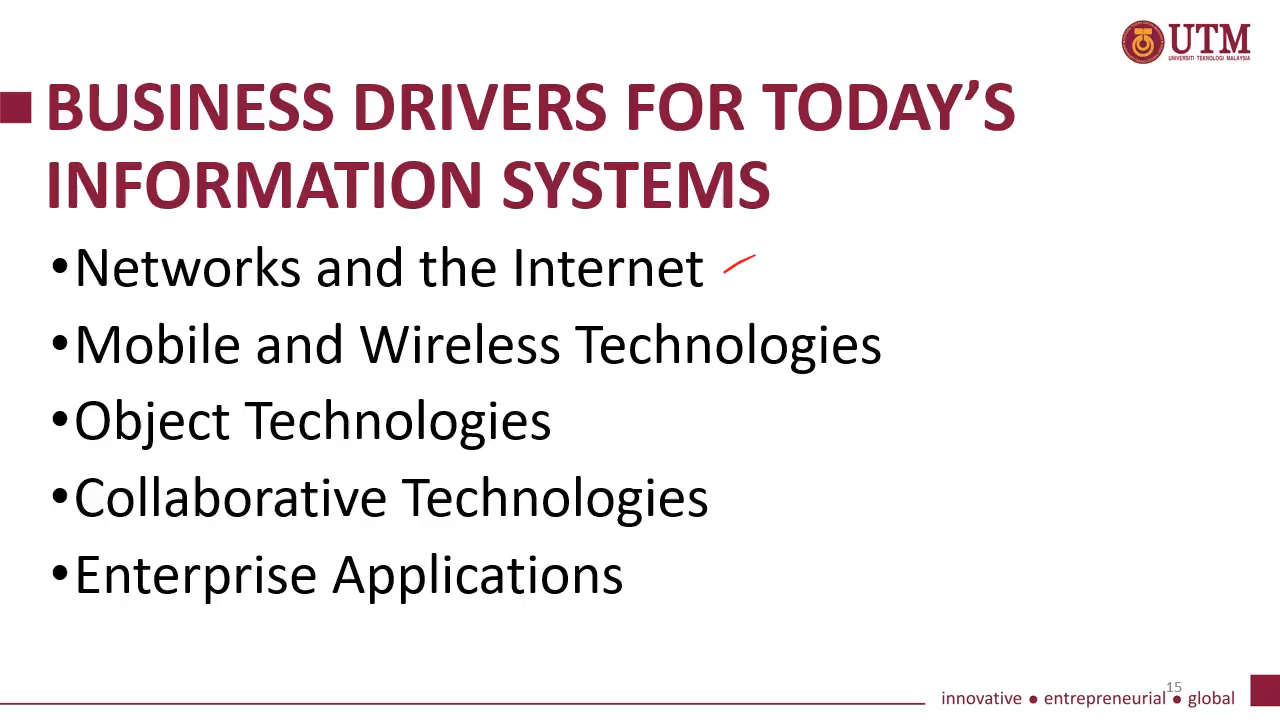 UTM
UNIVERSITI TEKNOLOGI MALAYSIA
BUSINESS DRIVERS FOR TODAY’S
INFORMATION SYSTEMS
•Networks and the Internet
•Mobile and Wireless Technologies
•Object Technologies
•Collaborative Technologies
•Enterprise Applications
15
innovative ● entrepreneurial ● global